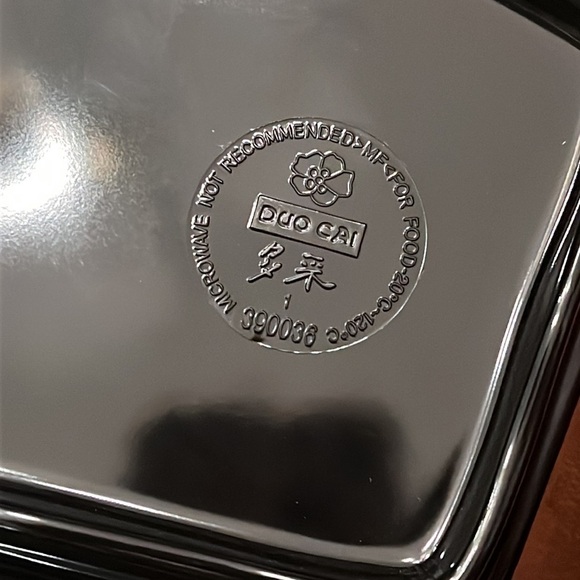 MICROWAVE NOT RECOMMENDED>MF<FOR FOOD-20°C~120°C
DUO CAI
多采
1
390036